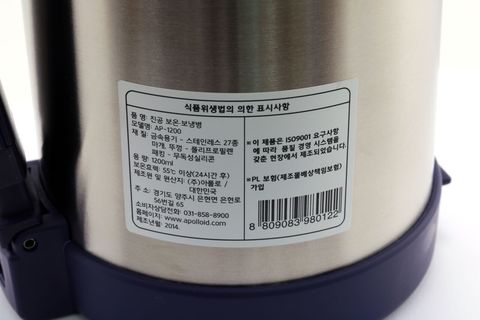 식품위생법의 의한 표시사항
품 명: 진공 보온·보냉병
모델명: AP-1200
재 질: 금속용기 - 스테인레스 27종
마개, 뚜껑 - 폴리프로필렌
패킹 - 무독성실리콘
용 량: 1200ml
보온효력: 55℃ 이상(24시간 후)
제조원 및 원산지: (주)아폴로 /
대한민국
주 소: 경기도 양주시 은현면 은현로
56번길 65
소비자상담전화: 031-858-8900
홈페이지: www.apolloid.com
제조년월: 2014.
* 이 제품은 ISO9001 요구사항
에 따라 품질 경영 시스템을
갖춘 현장에서 제조되었습니다.
* PL 보험(제조물배상책임보험)
가입
8 809083 980122